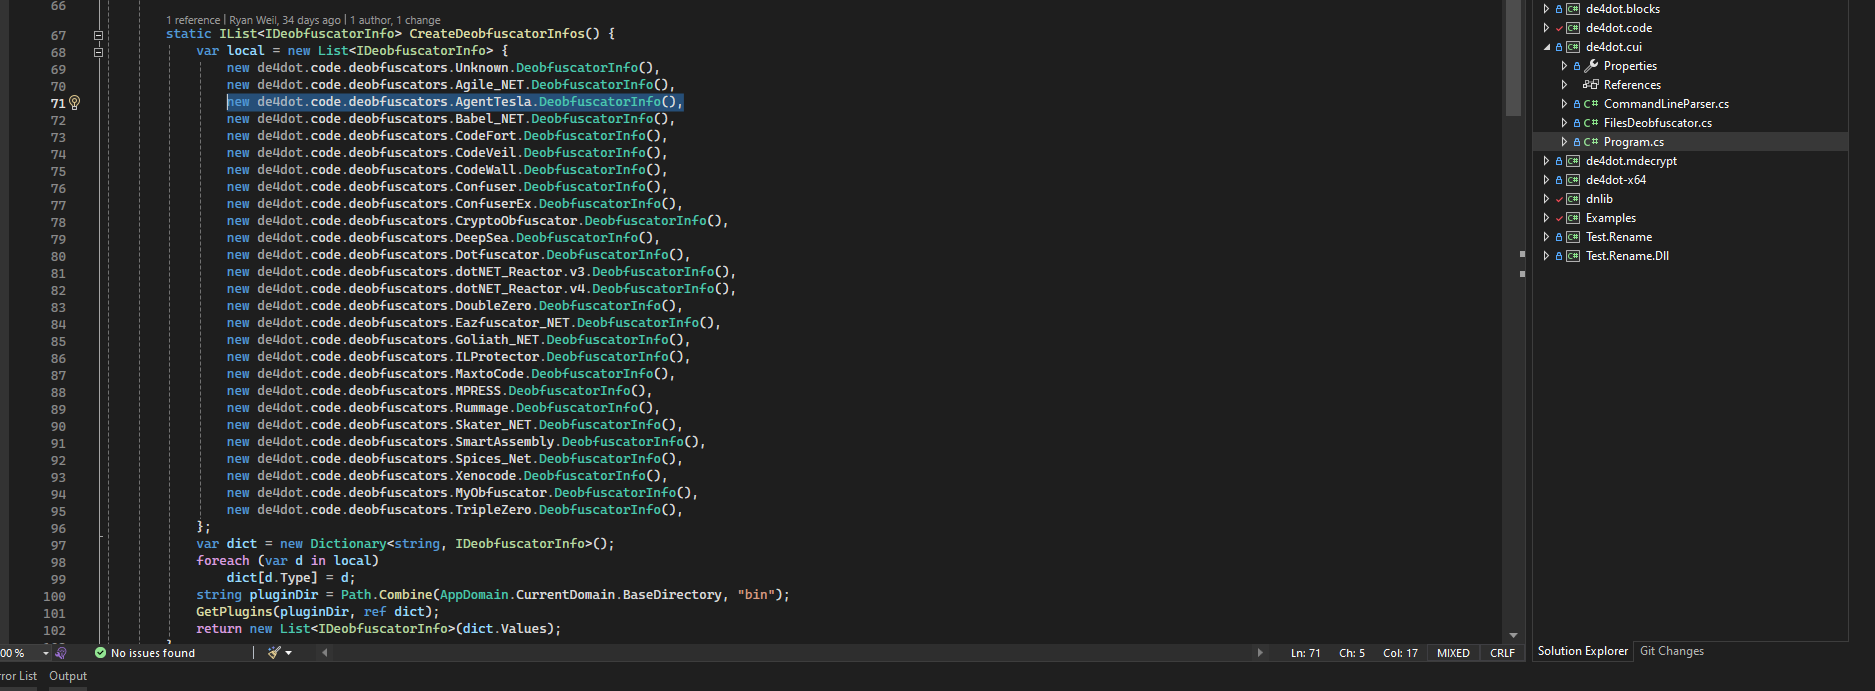 66
1 reference | Ryan Weil, 34 days ago | 1 author, 1 change
67 static IList<IDeobfuscatorInfo> CreateDeobfuscatorInfos() {
68 var local = new List<IDeobfuscatorInfo> {
69 new de4dot.code.deobfuscators.Unknown.DeobfuscatorInfo(),
70 new de4dot.code.deobfuscators.Agile_NET.DeobfuscatorInfo(),
71 new de4dot.code.deobfuscators.AgentTesla.DeobfuscatorInfo(),
72 new de4dot.code.deobfuscators.Babel_NET.DeobfuscatorInfo(),
73 new de4dot.code.deobfuscators.CodeFort.DeobfuscatorInfo(),
74 new de4dot.code.deobfuscators.CodeVeil.DeobfuscatorInfo(),
75 new de4dot.code.deobfuscators.CodeWall.DeobfuscatorInfo(),
76 new de4dot.code.deobfuscators.Confuser.DeobfuscatorInfo(),
77 new de4dot.code.deobfuscators.ConfuserEx.DeobfuscatorInfo(),
78 new de4dot.code.deobfuscators.CryptoObfuscator.DeobfuscatorInfo(),
79 new de4dot.code.deobfuscators.DeepSea.DeobfuscatorInfo(),
80 new de4dot.code.deobfuscators.Dotfuscator.DeobfuscatorInfo(),
81 new de4dot.code.deobfuscators.dotNET_Reactor.v3.DeobfuscatorInfo(),
82 new de4dot.code.deobfuscators.dotNET_Reactor.v4.DeobfuscatorInfo(),
83 new de4dot.code.deobfuscators.DoubleZero.DeobfuscatorInfo(),
84 new de4dot.code.deobfuscators.Eazfuscator_NET.DeobfuscatorInfo(),
85 new de4dot.code.deobfuscators.Goliath_NET.DeobfuscatorInfo(),
86 new de4dot.code.deobfuscators.ILProtector.DeobfuscatorInfo(),
87 new de4dot.code.deobfuscators.MaxtoCode.DeobfuscatorInfo(),
88 new de4dot.code.deobfuscators.MPRESS.DeobfuscatorInfo(),
89 new de4dot.code.deobfuscators.Rummage.DeobfuscatorInfo(),
90 new de4dot.code.deobfuscators.Skater_NET.DeobfuscatorInfo(),
91 new de4dot.code.deobfuscators.SmartAssembly.DeobfuscatorInfo(),
92 new de4dot.code.deobfuscators.Spices_Net.DeobfuscatorInfo(),
93 new de4dot.code.deobfuscators.Xenocode.DeobfuscatorInfo(),
94 new de4dot.code.deobfuscators.MyObfuscator.DeobfuscatorInfo(),
95 new de4dot.code.deobfuscators.TripleZero.DeobfuscatorInfo(),
96 };
97 var dict = new Dictionary<string, IDeobfuscatorInfo>();
98 foreach (var d in local)
99 dict[d.Type] = d;
100 string pluginDir = Path.Combine(AppDomain.CurrentDomain.BaseDirectory, "bin");
101 GetPlugins(pluginDir, ref dict);
102 return new List<IDeobfuscatorInfo>(dict.Values);
00 % No issues found Ln: 71 Ch: 5 Col: 17 MIXED CRLF
ror List Output
de4dot.blocks
C# de4dot.code
C# de4dot.cui
Properties
References
C# CommandLineParser.cs
C# FilesDeobfuscator.cs
C# Program.cs
C# de4dot.mdecrypt
C# de4dot-x64
C# dnlib
C# Examples
C# Test.Rename
C# Test.Rename.Dll
Solution Explorer Git Changes